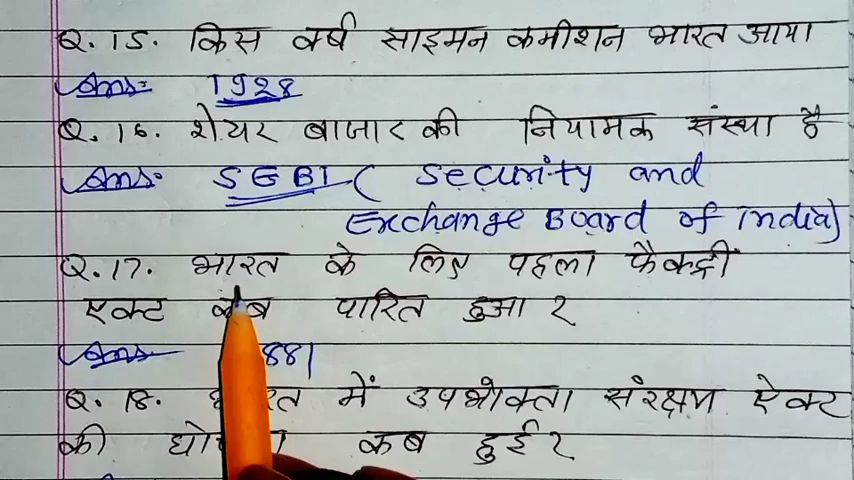 Q. 15. किस वर्ष साइमन कमीशन भारत आया
Ans:- 1928
Q. 16. शेयर बाजार की नियामक संस्था है
Ans:- SEBI ( Security and
Exchange Board of India)
Q. 17. भारत के लिए पहला फैक्ट्री
एक्ट कब पारित हुआ ?
Ans 881
Q. 18. में उपभोक्ता संरक्षण ऐक्ट
की कब हुई ?